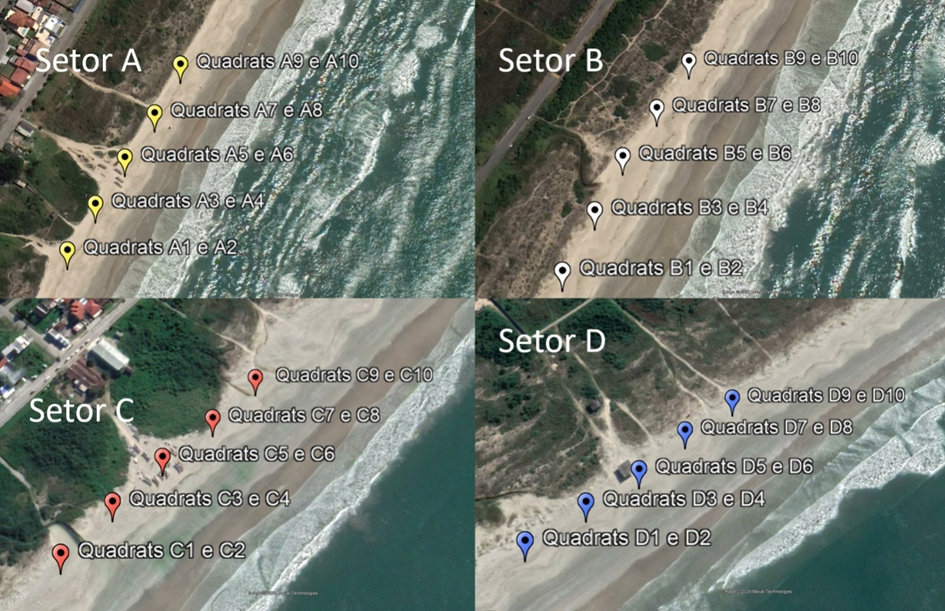 Setor A
Quadrats A9 e A10
Quadrats A7 e A8
Quadrats A5 e A6
Quadrats A3 e A4
Quadrats A1 e A2
Setor B
Quadrats B9 e B10
Quadrats B7 e B8
Quadrats B5 e B6
Quadrats B3 e B4
Quadrats B1 e B2
Setor C
Quadrats C9 e C10
Quadrats C7 e C8
Quadrats C5 e C6
Quadrats C3 e C4
Quadrats C1 e C2
Setor D
Quadrats D9 e D10
Quadrats D7 e D8
Quadrats D5 e D6
Quadrats D3 e D4
Quadrats D1 e D2